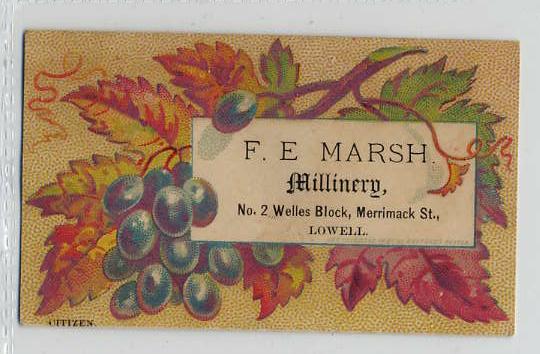 F. E MARSH.
Millinery,
No. 2 Welles Block, Merrimack St.,
LOWELL.
CITIZEN.